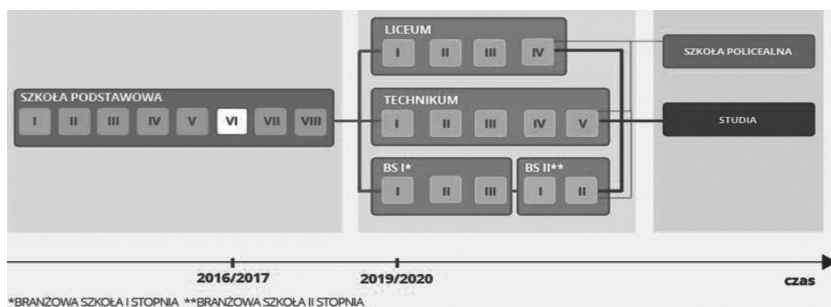 LICEUM
I II III IV
SZKOŁA POLICEALNA
SZKOŁA PODSTAWOWA
I II III IV V VI VII VIII
TECHNIKUM
I II III IV V
STUDIA
BS I*
I II III
BS II**
I II
2016/2017
2019/2020
czas
*BRANŻOWA SZKOŁA I STOPNIA **BRANŻOWA SZKOŁA II STOPNIA